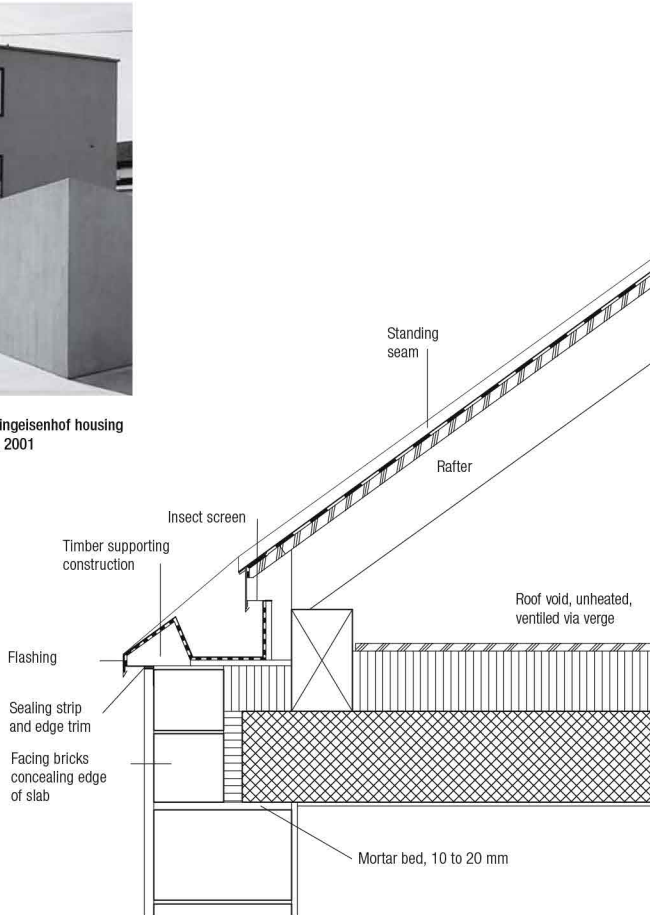 ingeisenhof housing
2001
Standing
seam
Rafter
Insect screen
Timber supporting
construction
Roof void, unheated,
ventilated via verge
Flashing
Sealing strip
and edge trim
Facing bricks
concealing edge
of slab
Mortar bed, 10 to 20 mm